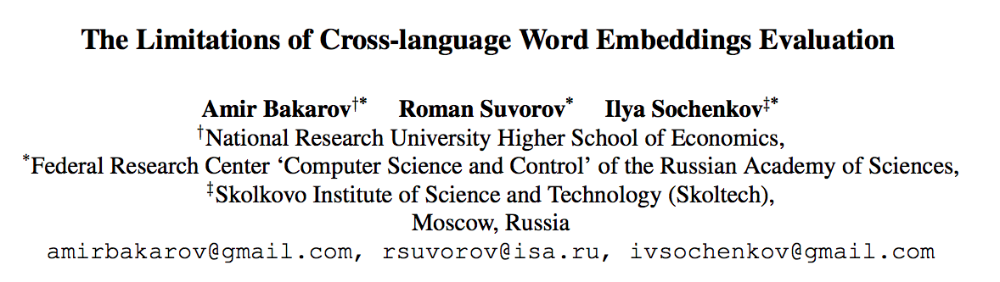 The Limitations of Cross-language Word Embeddings Evaluation
Amir Bakarov†* Roman Suvorov* Ilya Sochenkov‡*
†National Research University Higher School of Economics,
*Federal Research Center ‘Computer Science and Control’ of the Russian Academy of Sciences,
‡Skolkovo Institute of Science and Technology (Skoltech),
Moscow, Russia
amirbakarov@gmail.com, rsuvorov@isa.ru, ivsochenkov@gmail.com